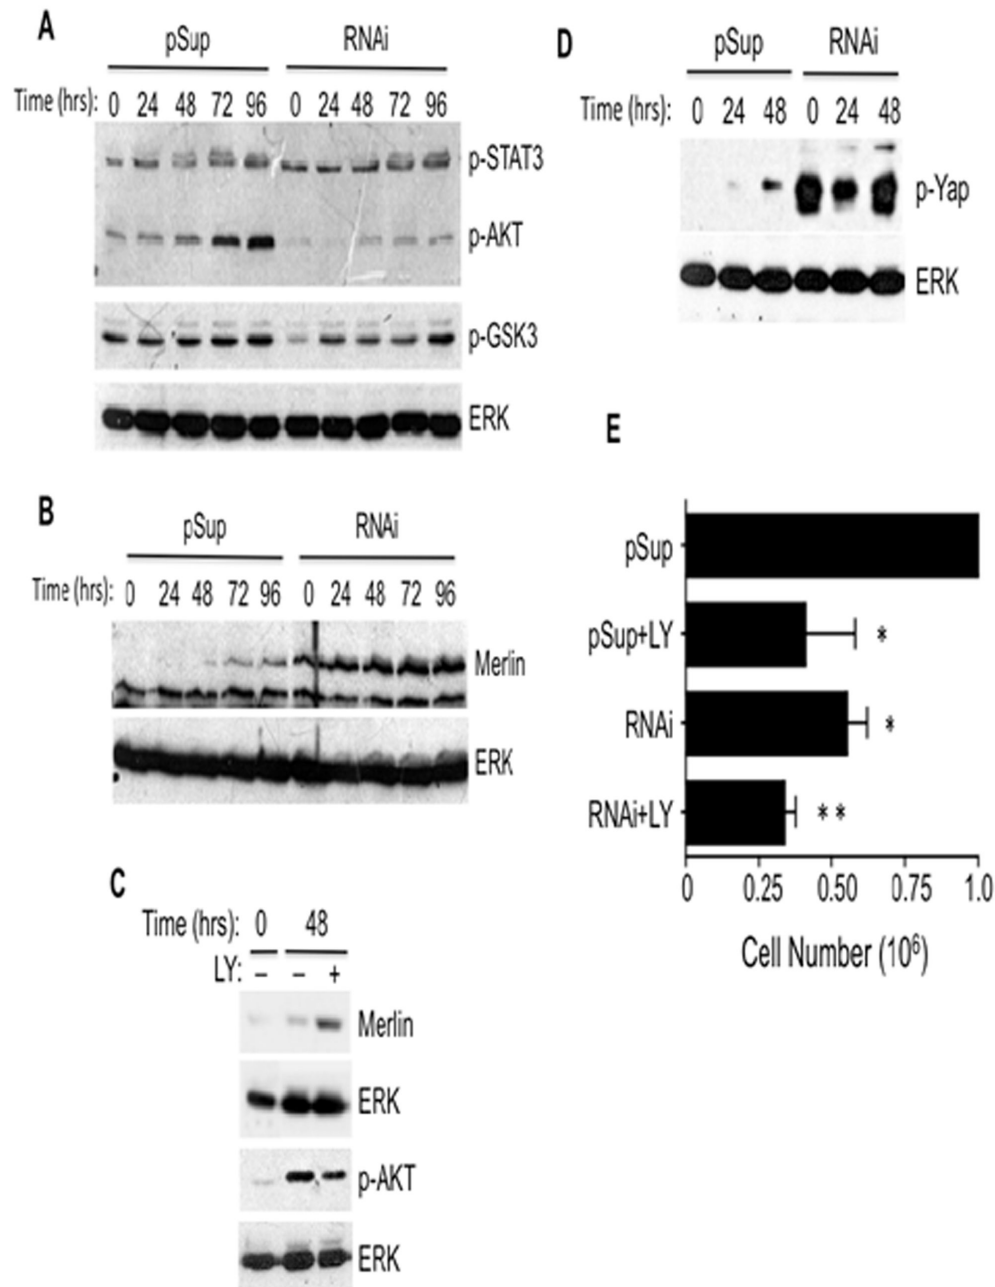 A
pSup RNAi
Time (hrs): 0 24 48 72 96 0 24 48 72 96
p-STAT3
p-AKT
p-GSK3
ERK
B
pSup RNAi
Time (hrs): 0 24 48 72 96 0 24 48 72 96
Merlin
ERK
C
Time (hrs): 0 48
LY: – – +
Merlin
ERK
p-AKT
ERK
D
pSup RNAi
Time (hrs): 0 24 48 0 24 48
p-Yap
ERK
E
pSup
pSup+LY *
RNAi *
RNAi+LY **
0 0.25 0.50 0.75 1.0
Cell Number (10⁶)